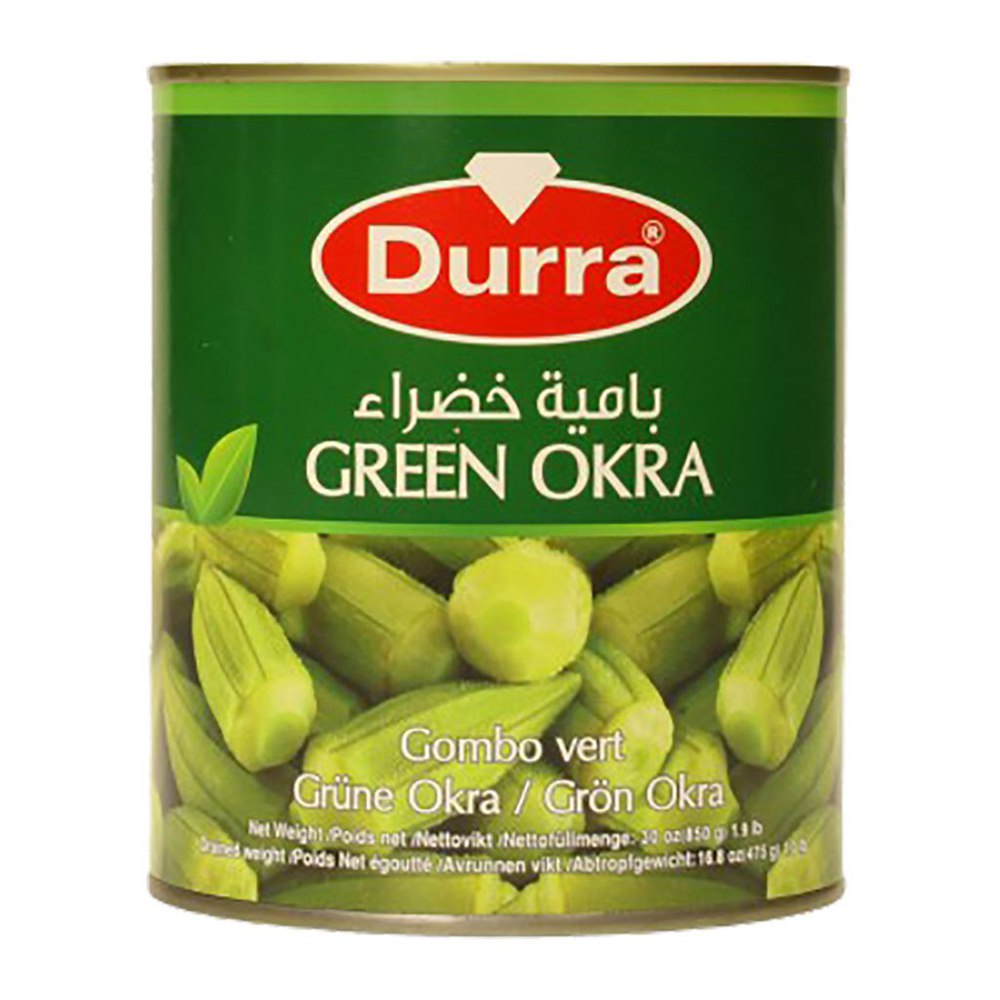 Durra®
بامية خضراء
GREEN OKRA
Gombo vert
Grüne Okra / Grön Okra
Net Weight /Poids net /Nettovikt /Nettofüllmenge: 30 oz 850 g 1.9 lb
Drained weight /Poids Net égoutté /Avrunnen vikt /Abtropfgewicht: 16.8 oz 475 g